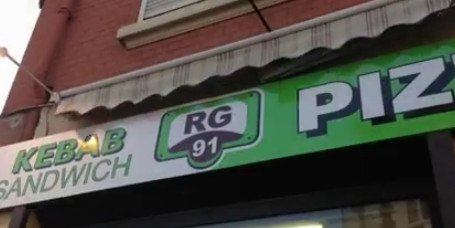 KEBAB
SANDWICH
RG
91
PIZ